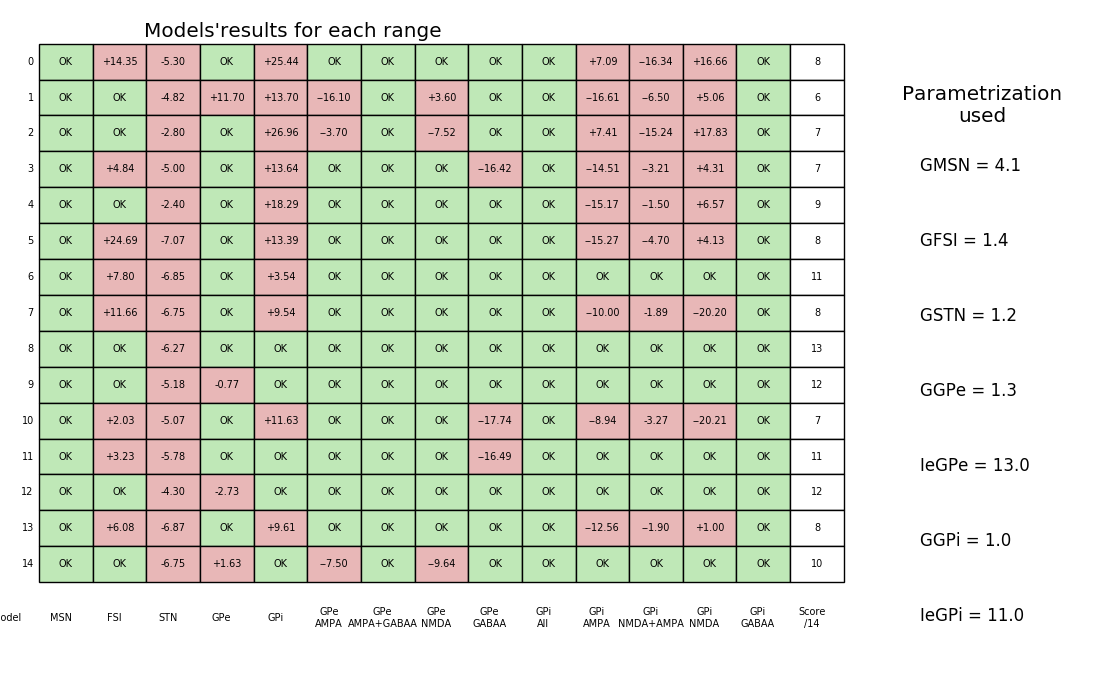 Models'results for each range
0 OK +14.35 -5.30 OK +25.44 OK OK OK OK OK +7.09 −−16.34 +16.66 OK 8
1 OK OK -4.82 +11.70 +13.70 −−16.10 OK +3.60 OK OK −−16.61 −−6.50 +5.06 OK 6
2 OK OK -2.80 OK +26.96 −−3.70 OK −−7.52 OK OK +7.41 −−15.24 +17.83 OK 7
3 OK +4.84 -5.00 OK +13.64 OK OK OK −−16.42 OK −−14.51 −−3.21 +4.31 OK 7
4 OK OK -2.40 OK +18.29 OK OK OK OK OK −−15.17 −−1.50 +6.57 OK 9
5 OK +24.69 -7.07 OK +13.39 OK OK OK OK OK −−15.27 −−4.70 +4.13 OK 8
6 OK +7.80 -6.85 OK +3.54 OK OK OK OK OK OK OK OK OK 11
7 OK +11.66 -6.75 OK +9.54 OK OK OK OK OK −−10.00 -1.89 −−20.20 OK 8
8 OK OK -6.27 OK OK OK OK OK OK OK OK OK OK OK 13
9 OK OK -5.18 -0.77 OK OK OK OK OK OK OK OK OK OK 12
10 OK +2.03 -5.07 OK +11.63 OK OK OK −−17.74 OK −−8.94 -3.27 −−20.21 OK 7
11 OK +3.23 -5.78 OK OK OK OK OK −−16.49 OK OK OK OK OK 11
12 OK OK -4.30 -2.73 OK OK OK OK OK OK OK OK OK OK 12
13 OK +6.08 -6.87 OK +9.61 OK OK OK OK OK −−12.56 −−1.90 +1.00 OK 8
14 OK OK -6.75 +1.63 OK −−7.50 OK −−9.64 OK OK OK OK OK OK 10
odel MSN FSI STN GPe GPi GPe AMPA GPe AMPA+GABAA GPe NMDA GPe GABAA GPi All GPi AMPA GPi NMDA+AMPA GPi NMDA GPi GABAA Score /14
Parametrization
used
GMSN = 4.1
GFSI = 1.4
GSTN = 1.2
GGPe = 1.3
IeGPe = 13.0
GGPi = 1.0
IeGPi = 11.0